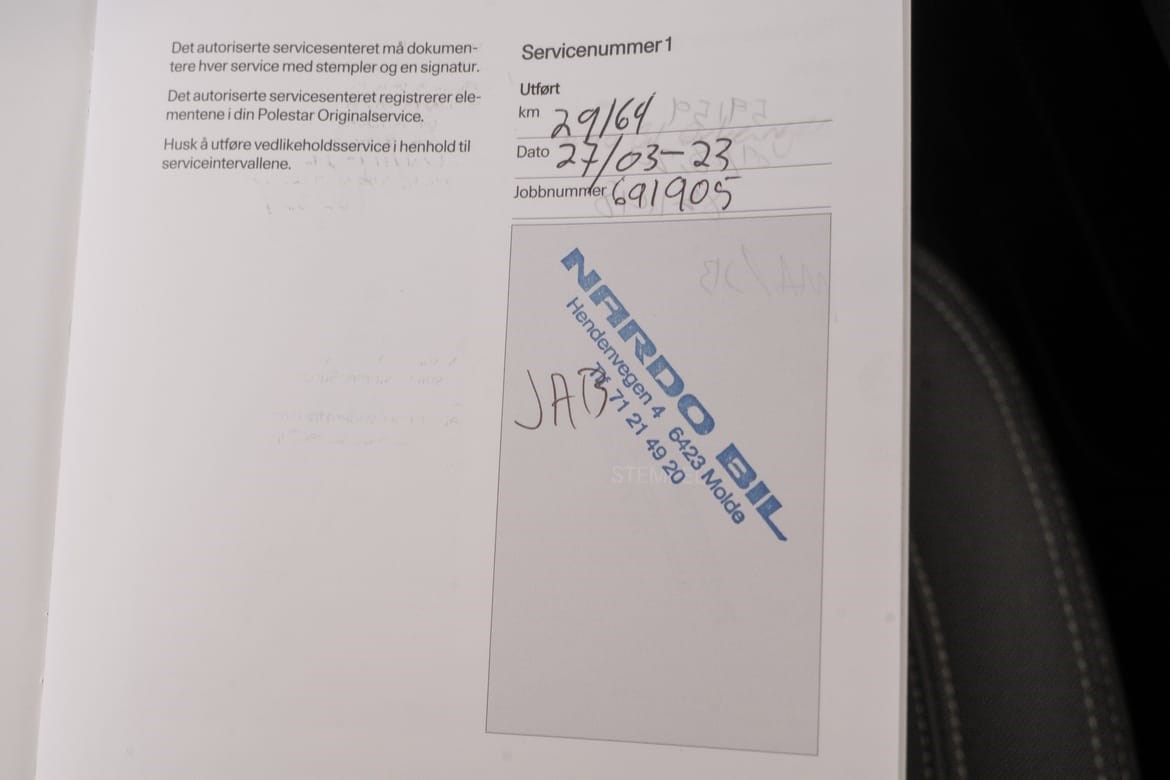 Det autoriserte servicesenteret må dokumen-
tere hver service med stempler og en signatur.
Det autoriserte servicesenteret registrerer ele-
mentene i din Polestar Originalservice.
Husk å utføre vedlikeholdsservice i henhold til
serviceintervallene.
Servicenummer 1
Utført
km 29164
Dato 27/03-23
Jobbnummer 691905
NARDO BIL
Hendenvegen 4 6423 Molde
Tlf 71 21 49 20
JAB